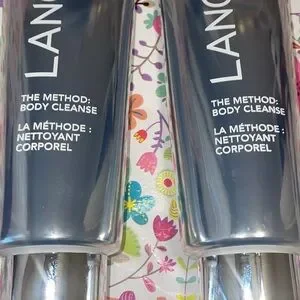 LANC
THE METHOD:
BODY CLEANSE
LA MÉTHODE :
NETTOYANT
CORPOREL
LANC
THE METHOD:
BODY CLEANSE
LA MÉTHODE :
NETTOYANT
CORPOREL